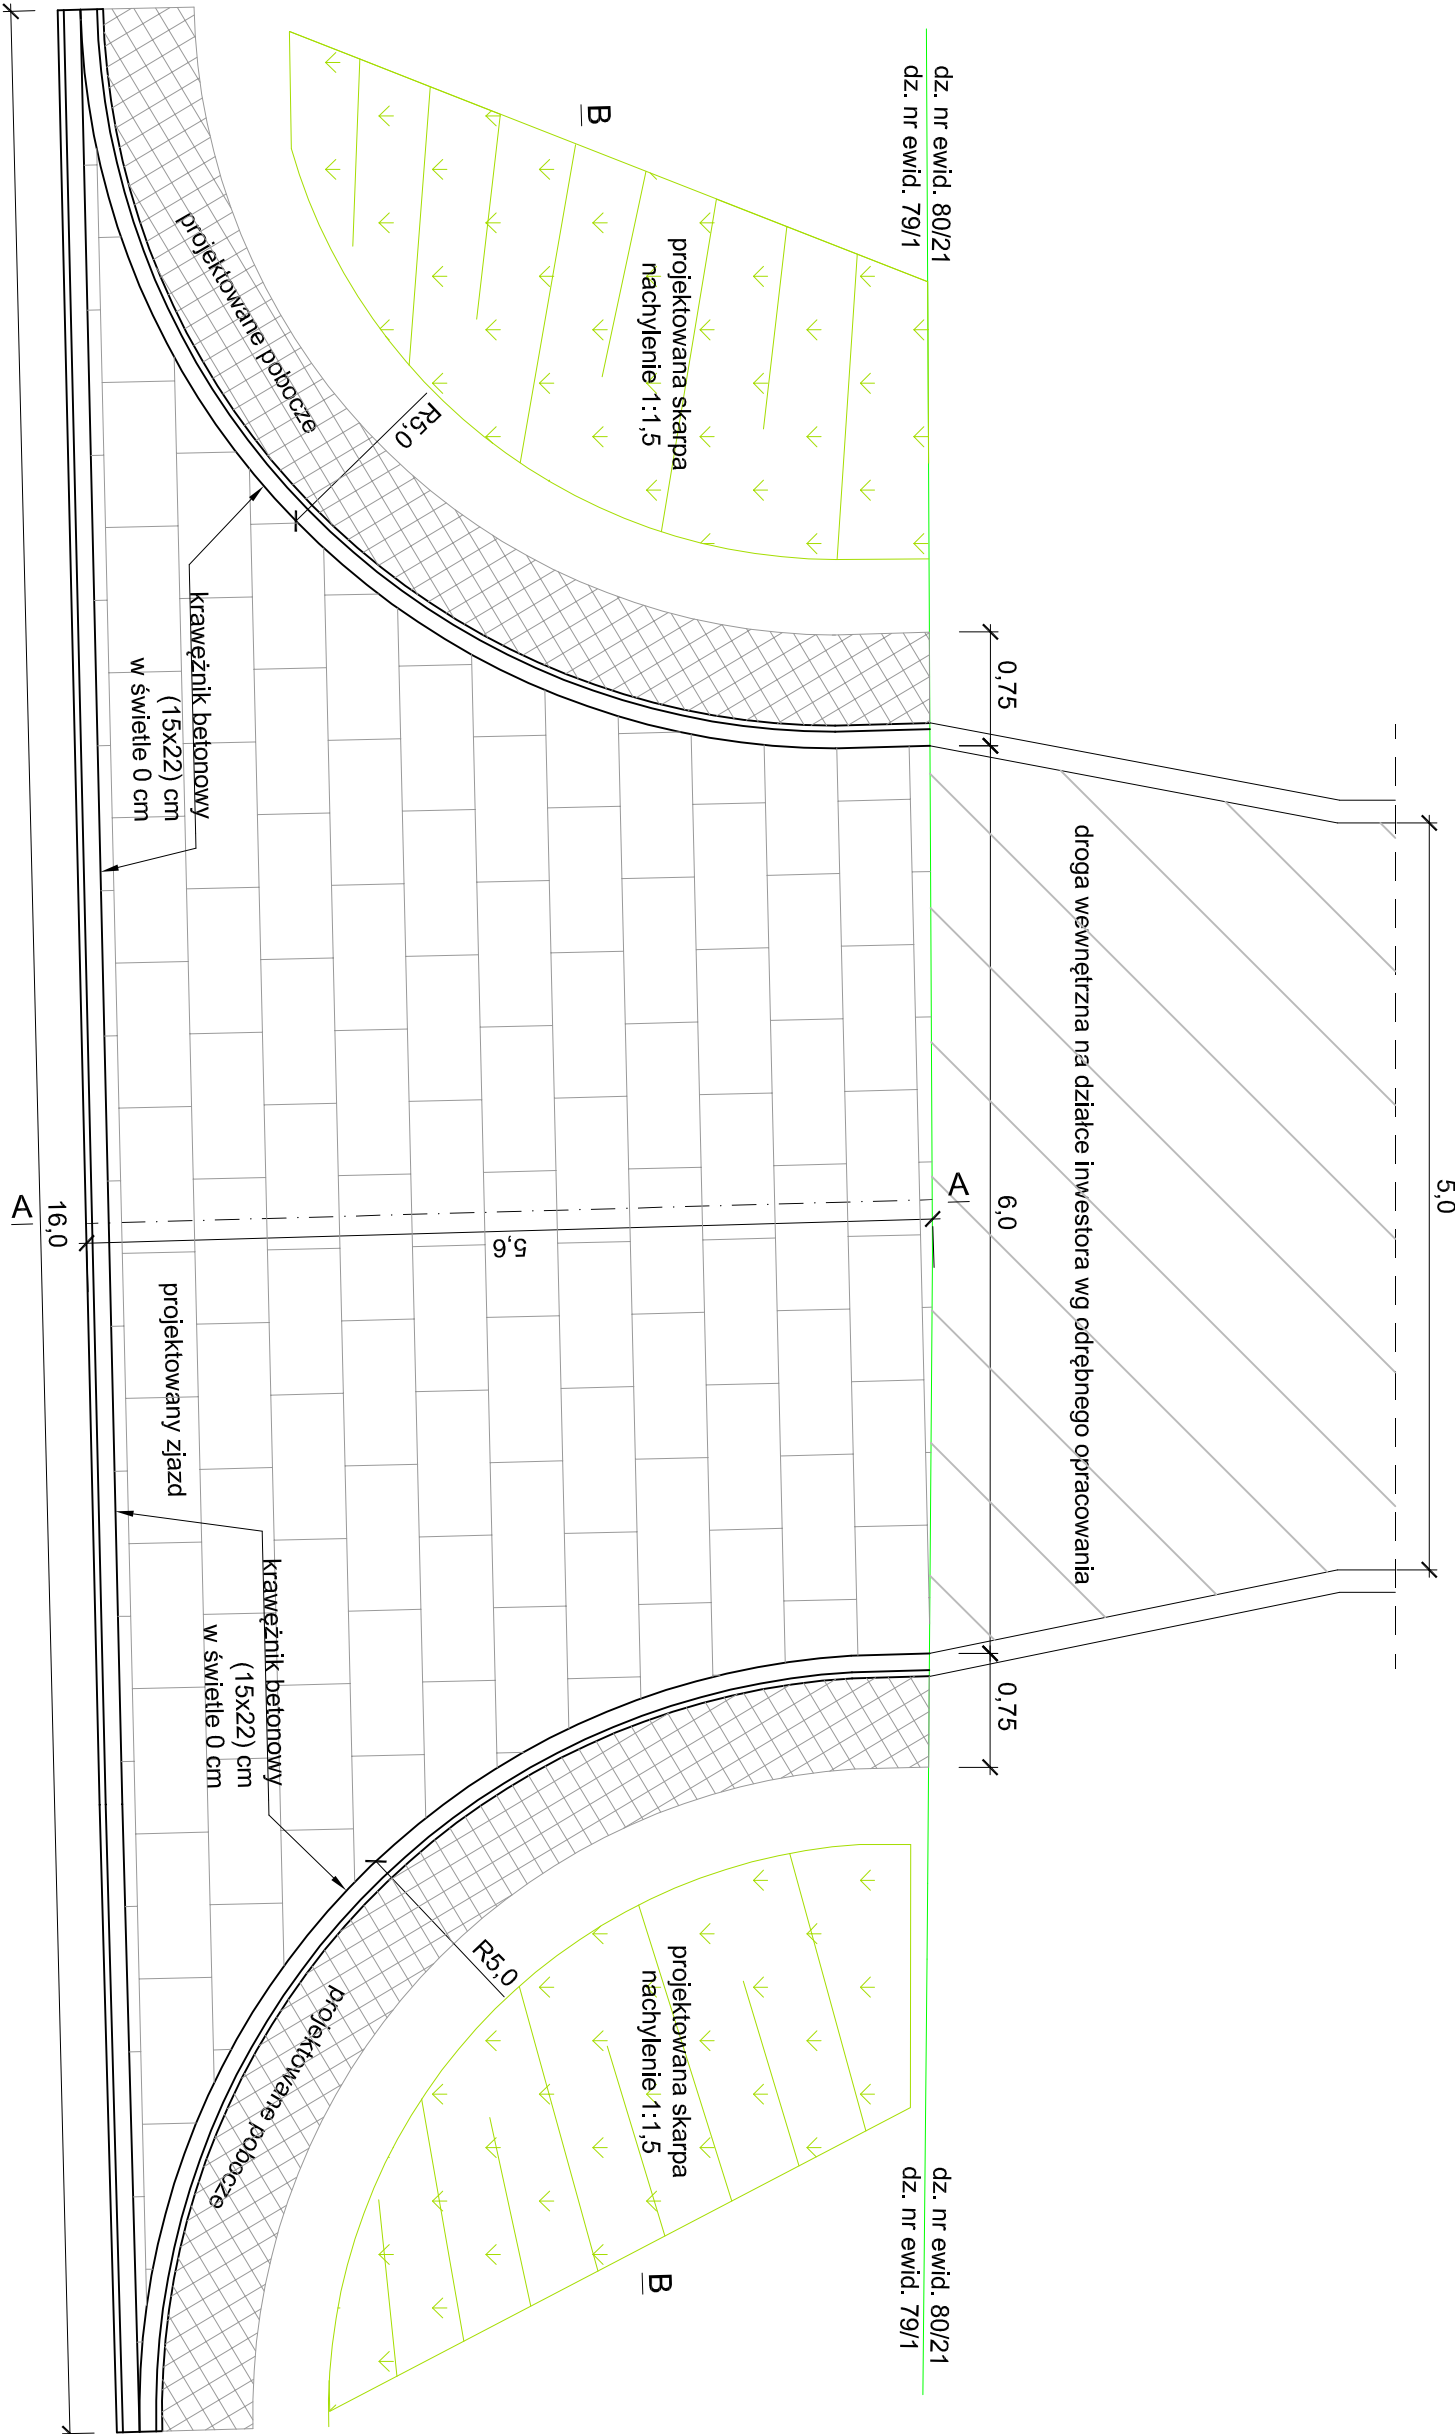 5,0
dz. nr ewid. 80/21
dz. nr ewid. 79/1
0,75
6,0
0,75
dz. nr ewid. 80/21
dz. nr ewid. 79/1
droga wewnętrzna na działce inwestora wg odrębnego opracowania
A
B
projektowana skarpa
nachylenie 1:1,5
projektowana skarpa
nachylenie 1:1,5
B
R5,0
5,6
R5,0
projektowane pobocze
projektowane pobocze
krawężnik betonowy
(15x22) cm
w świetle 0 cm
krawężnik betonowy
(15x22) cm
w świetle 0 cm
projektowany zjazd
16,0
A